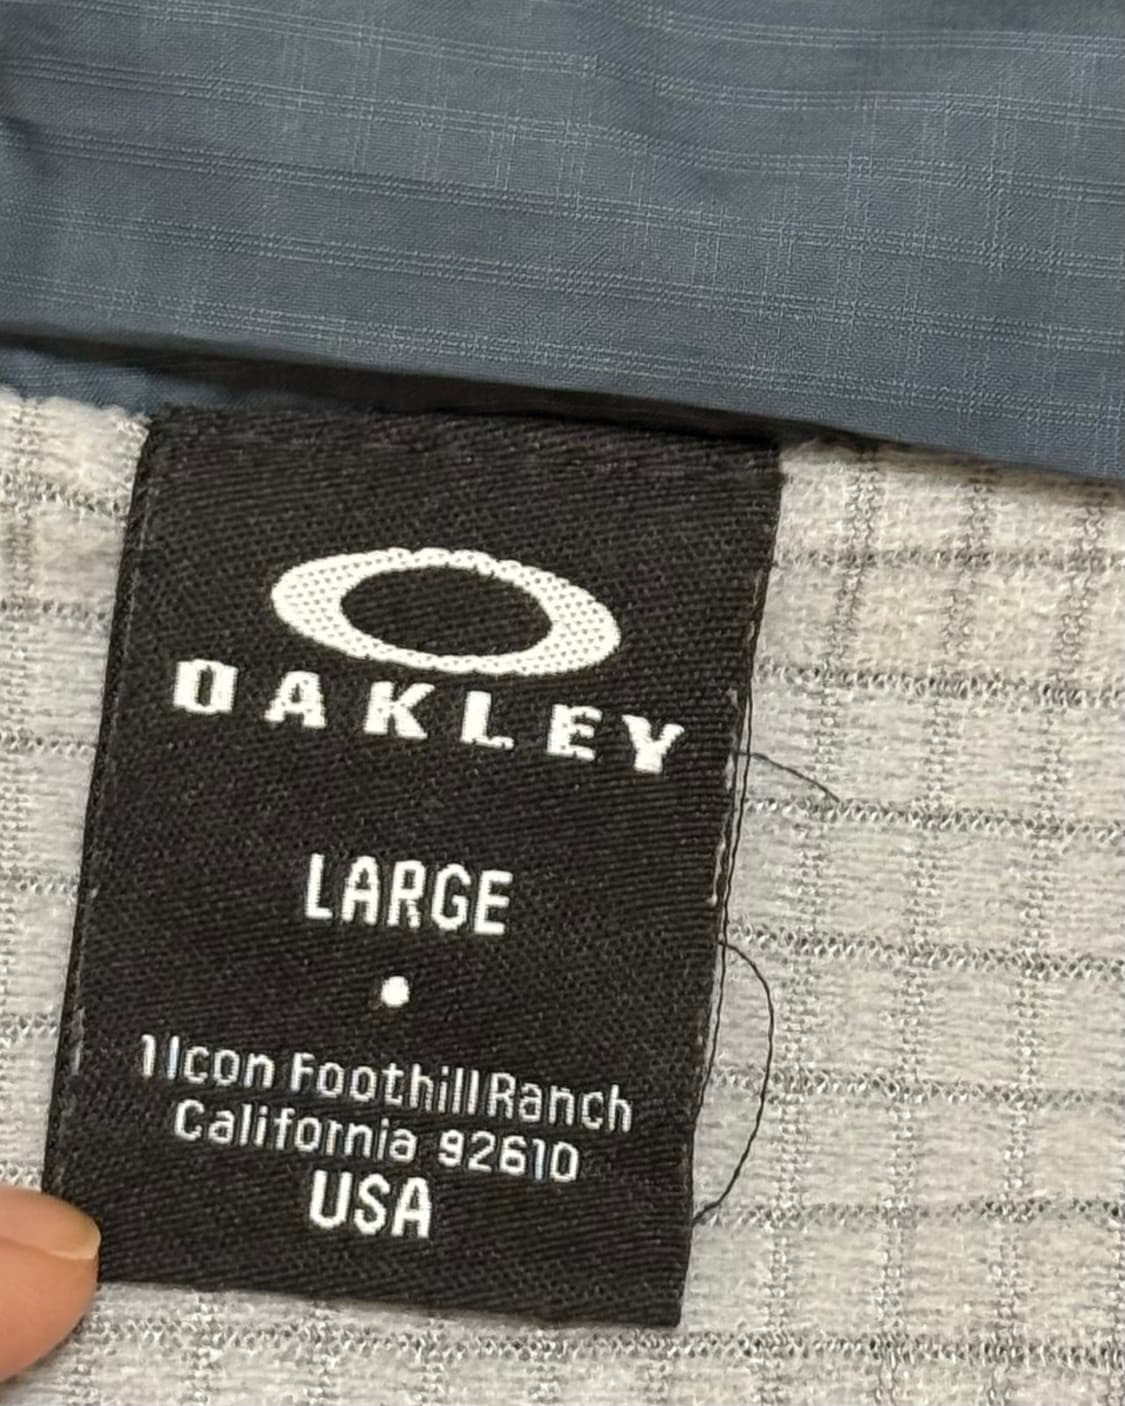 OAKLEY
LARGE
1 Icon Foothill Ranch
California 92610
USA